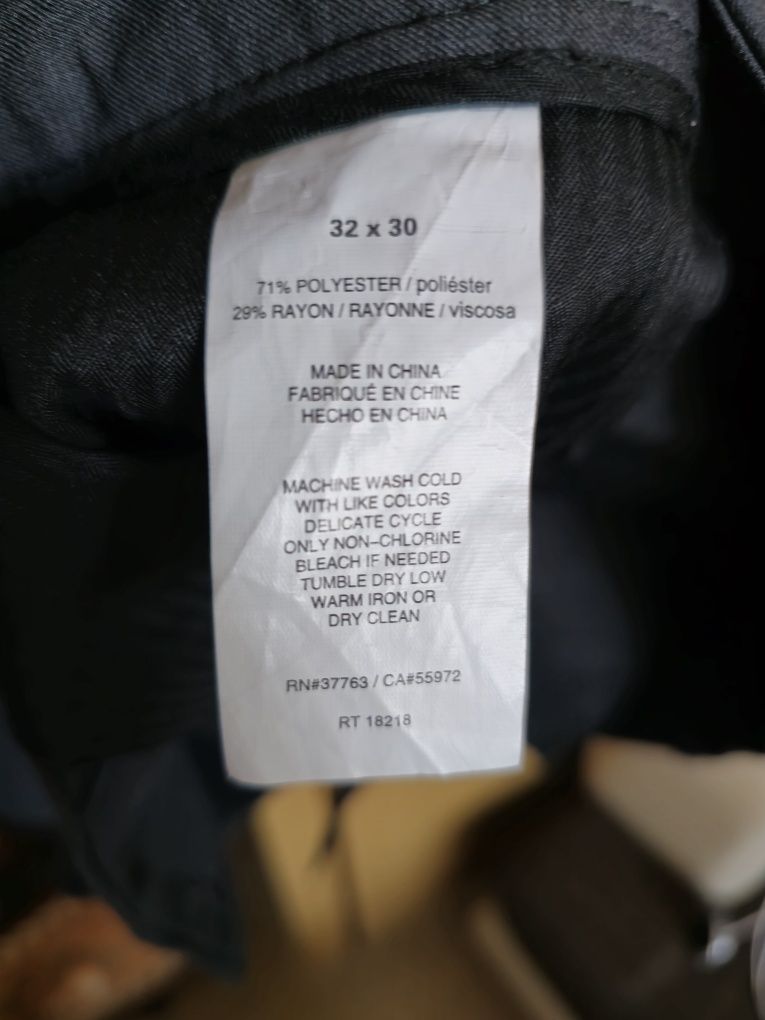 32 x 30
71% POLYESTER / poliéster
29% RAYON / RAYONNE / viscosa
MADE IN CHINA
FABRIQUÉ EN CHINE
HECHO EN CHINA
MACHINE WASH COLD
WITH LIKE COLORS
DELICATE CYCLE
ONLY NON-CHLORINE
BLEACH IF NEEDED
TUMBLE DRY LOW
WARM IRON OR
DRY CLEAN
RN#37763 / CA#55972
RT 18218